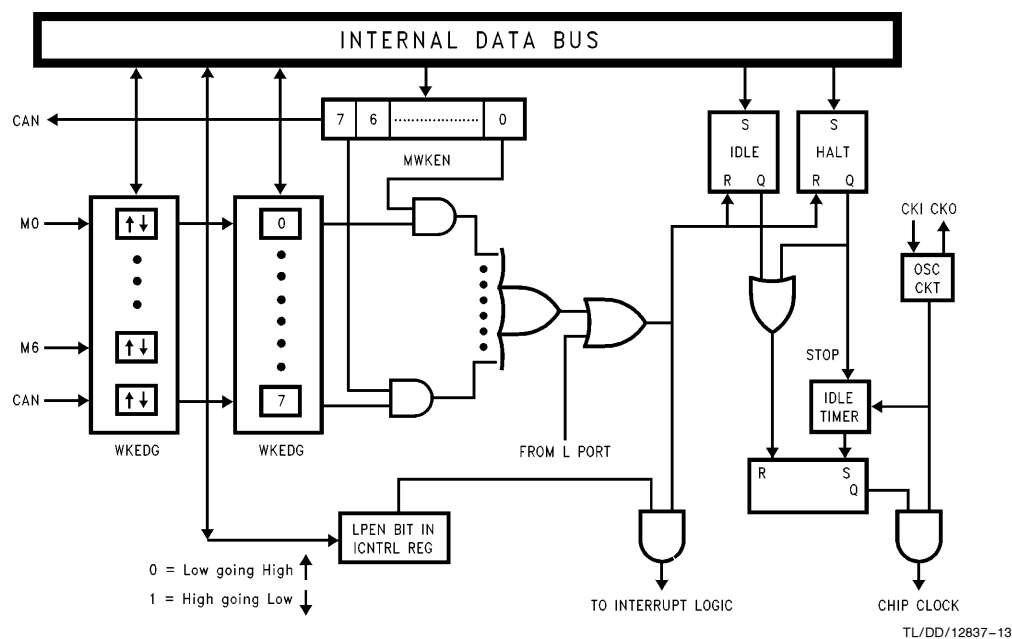 INTERNAL DATA BUS
CAN
7 6 0
MWKEN
S
IDLE
R Q
S
HALT
R Q
CKI CKO
OSC
CKT
M0
0
M6
CAN
7
WKEDG
WKEDG
STOP
IDLE
TIMER
FROM L PORT
R S
Q
LPEN BIT IN
ICNTRL REG
0 = Low going High
1 = High going Low
TO INTERRUPT LOGIC
CHIP CLOCK
TL/DD/12837-13